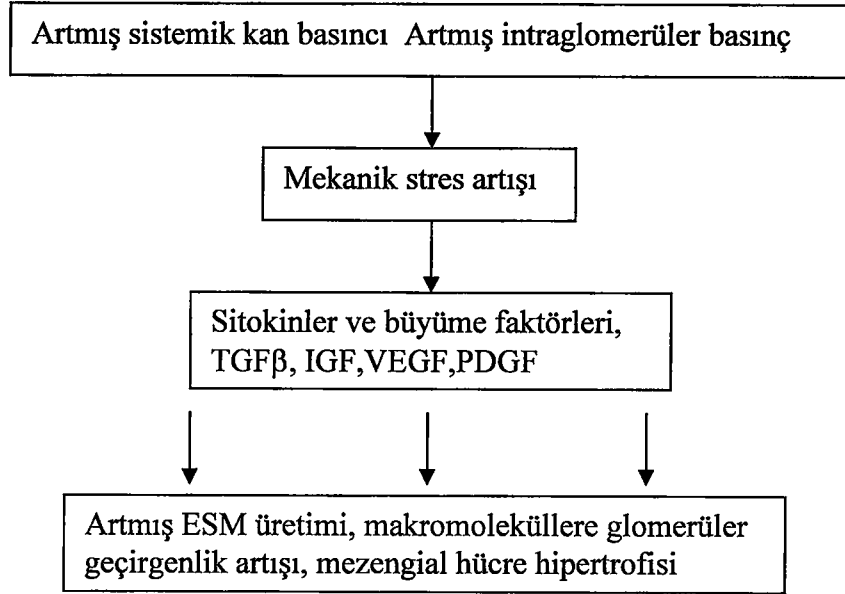 Artmış sistemik kan basıncı  Artmış intraglomerüler basınç
Mekanik stres artışı
Sitokinler ve büyüme faktörleri,
TGFβ, IGF,VEGF,PDGF
Artmış ESM üretimi, makromoleküllere glomerüler
geçirgenlik artışı, mezengial hücre hipertrofisi